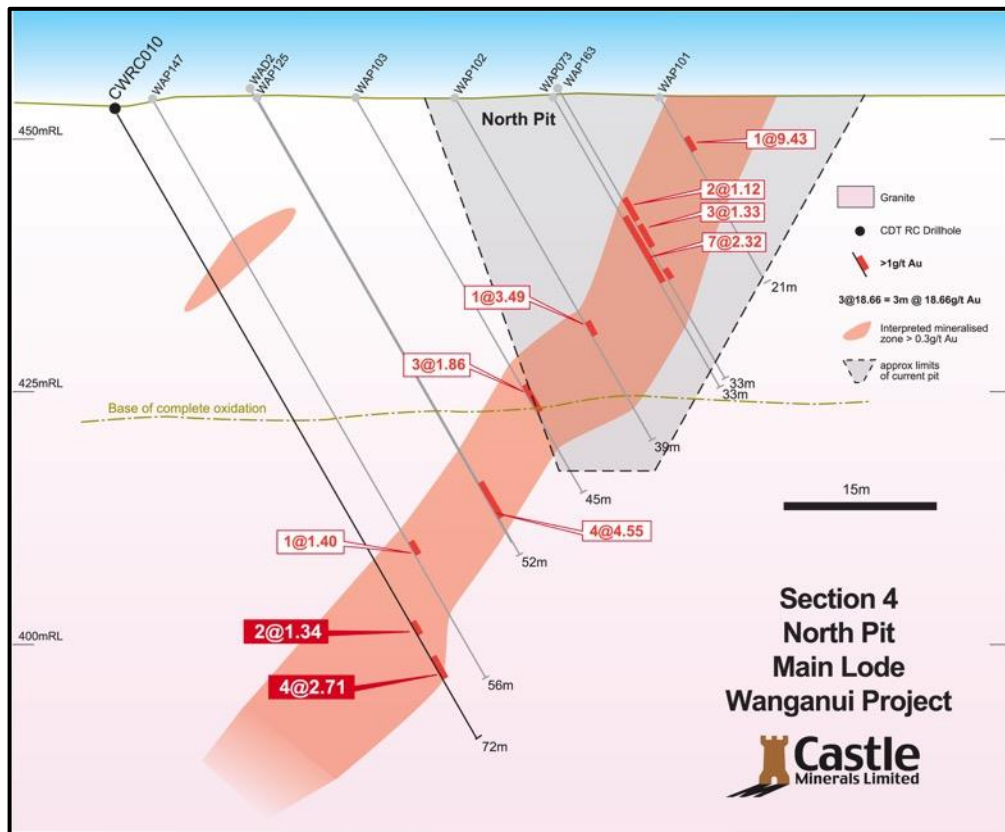 CWRC010
WAP147
WAD2
WAP125
WAP103
WAP102
WAP073
WAP163
WAP101
450mRL
North Pit
1@9.43
2@1.12
3@1.33
7@2.32
Granite
CDT RC Drillhole
>1g/t Au
3@18.66 = 3m @ 18.66g/t Au
Interpreted mineralised
zone > 0.3g/t Au
approx limits
of current pit
21m
1@3.49
3@1.86
33m
33m
425mRL
Base of complete oxidation
39m
45m
15m
4@4.55
1@1.40
52m
2@1.34
400mRL
4@2.71
56m
72m
Section 4
North Pit
Main Lode
Wanganui Project
Castle
Minerals Limited